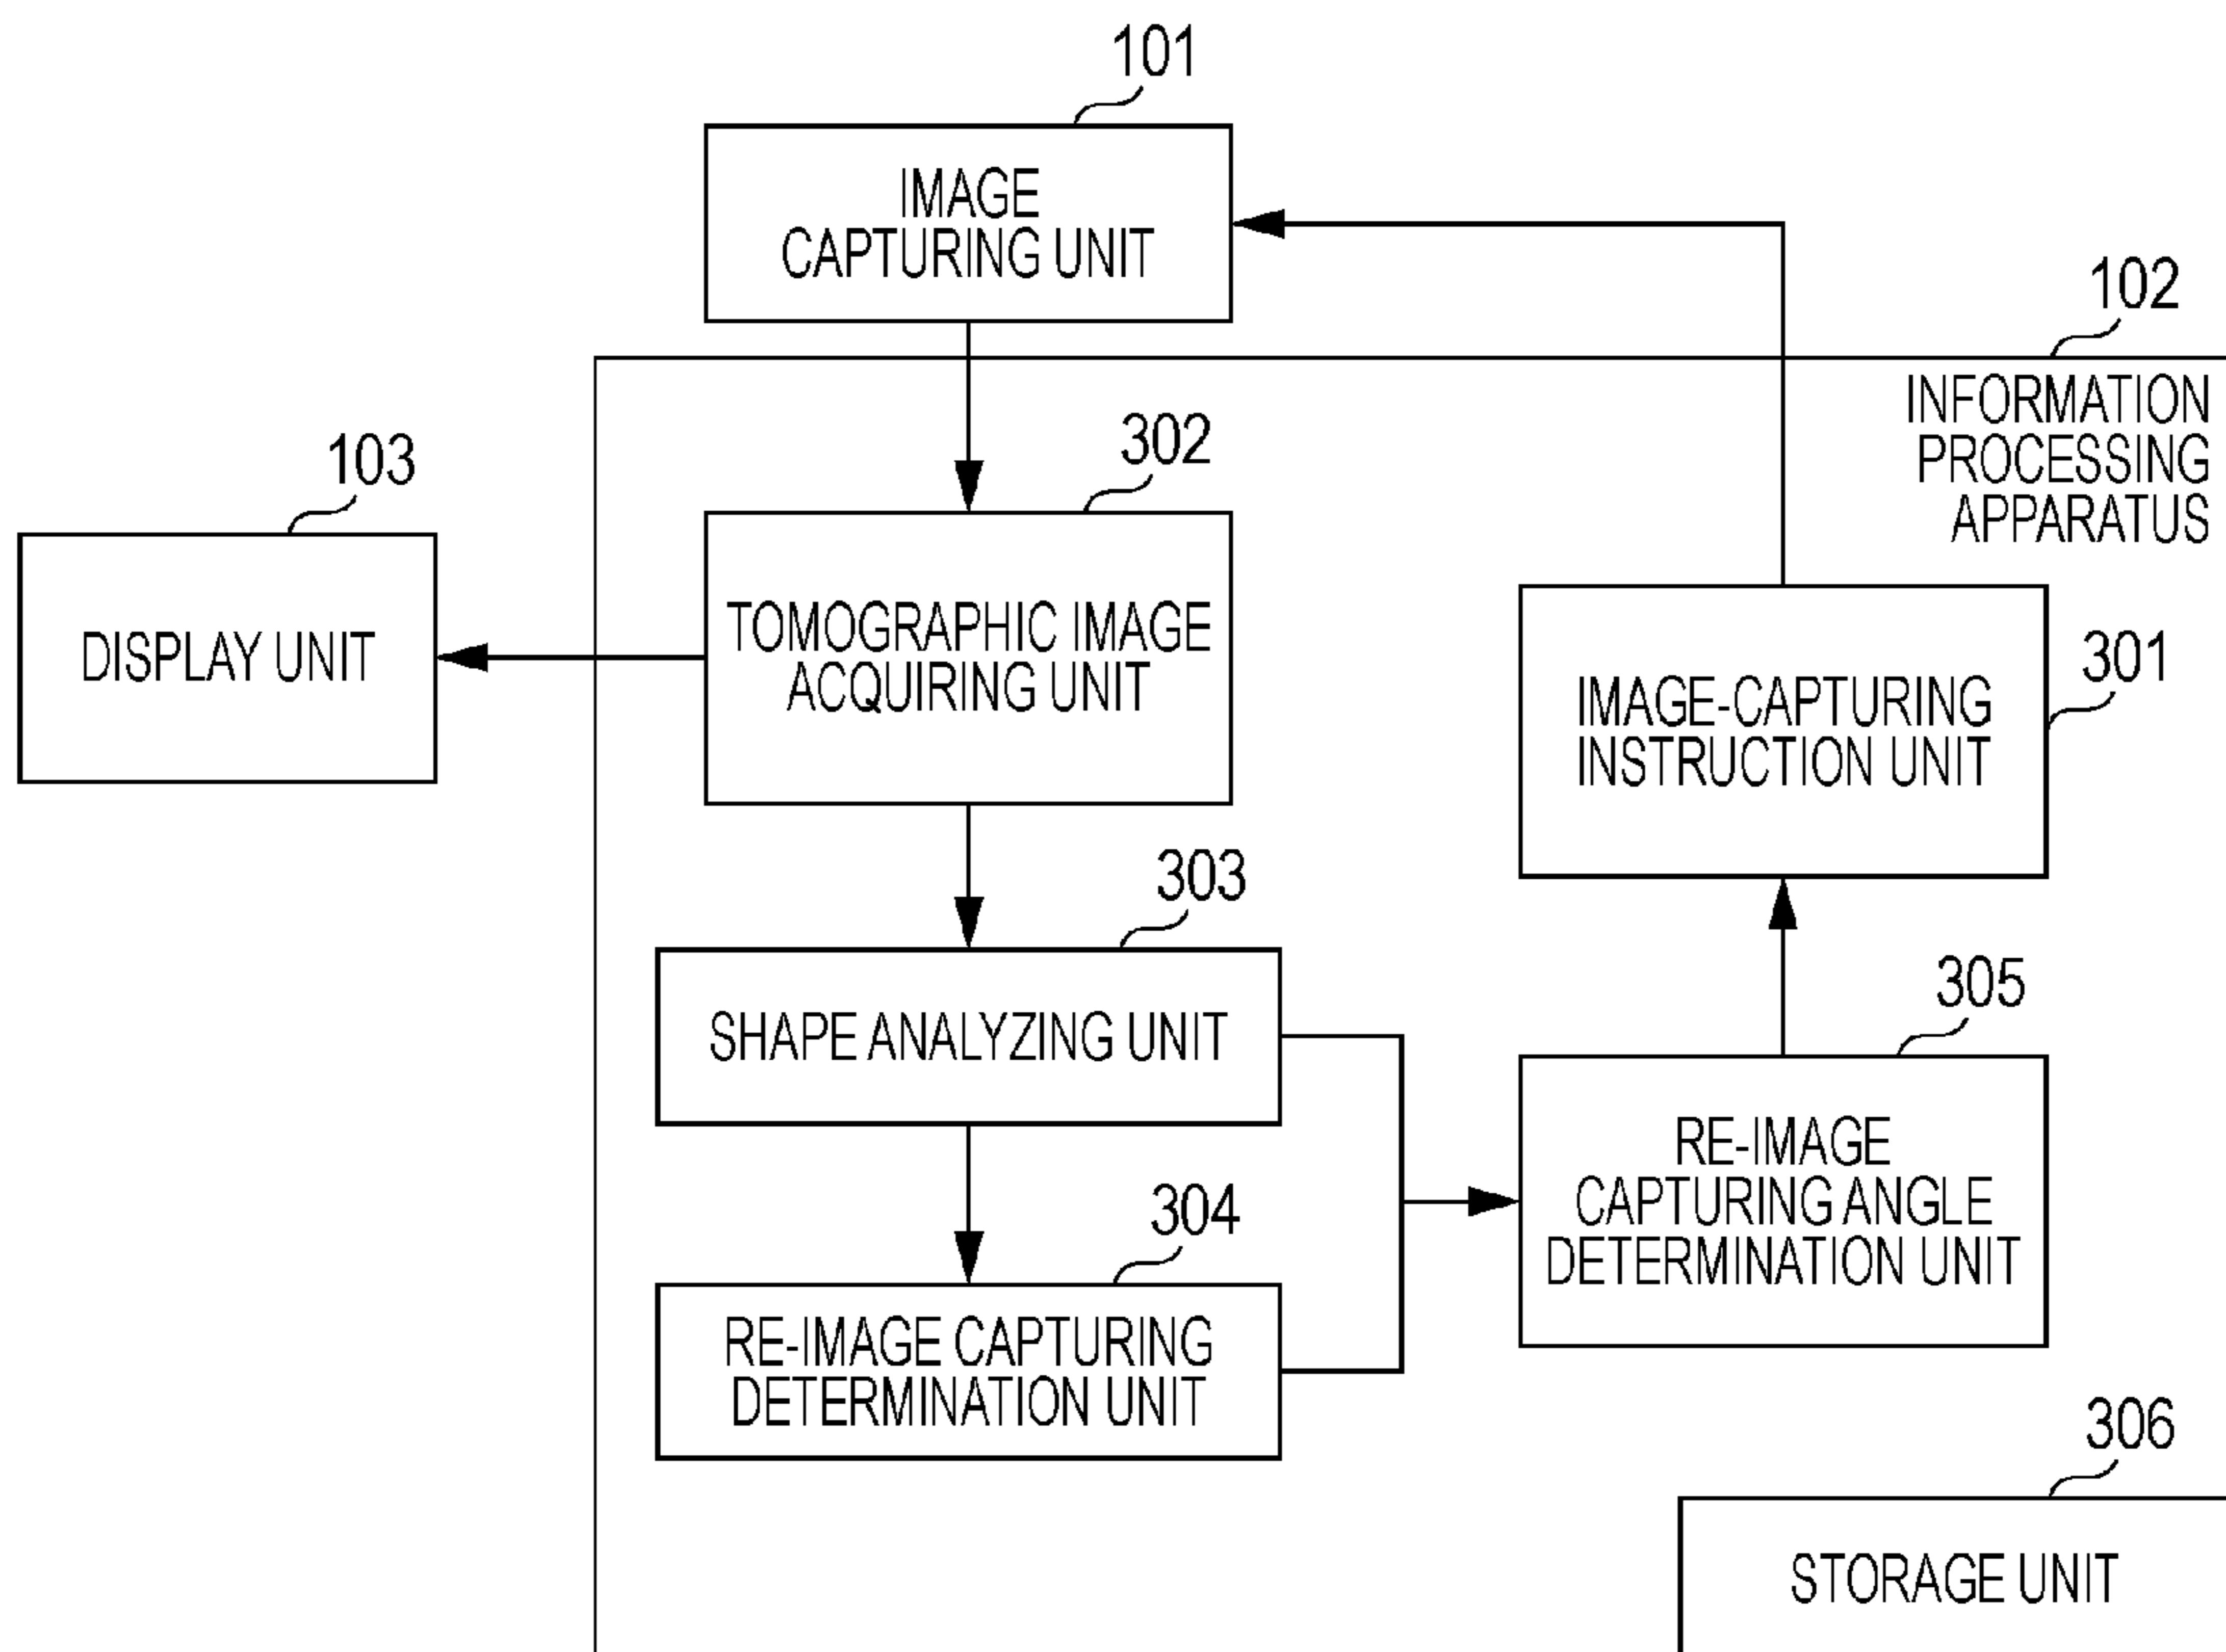 101
IMAGE
CAPTURING UNIT
102
INFORMATION
PROCESSING
APPARATUS
302
103
TOMOGRAPHIC IMAGE
ACQUIRING UNIT
DISPLAY UNIT
301
IMAGE-CAPTURING
INSTRUCTION UNIT
303
SHAPE ANALYZING UNIT
305
RE-IMAGE
CAPTURING ANGLE
DETERMINATION UNIT
304
RE-IMAGE CAPTURING
DETERMINATION UNIT
306
STORAGE UNIT